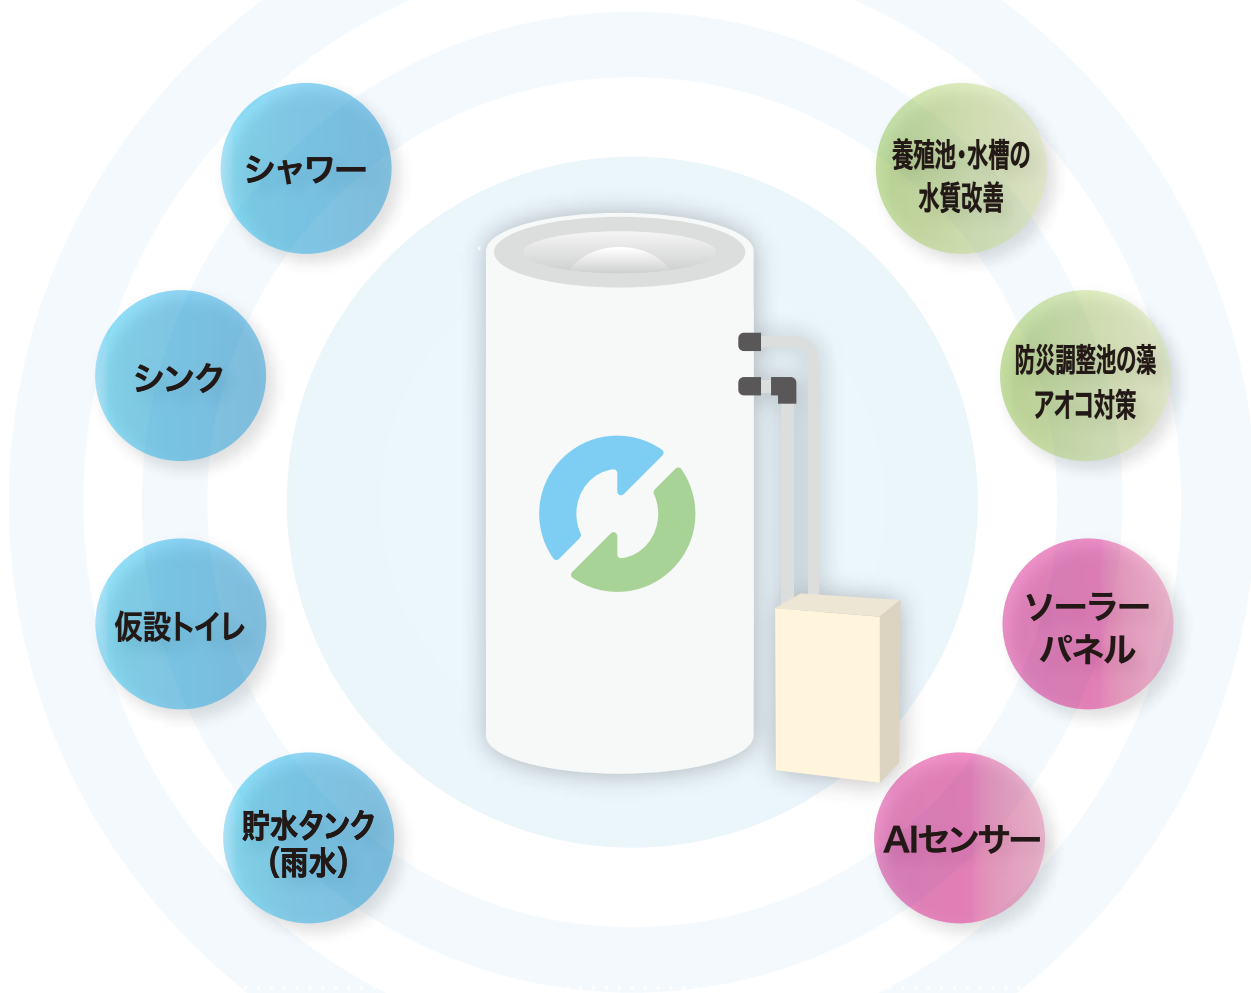 シャワー
シンク
仮設トイレ
貯水タンク
（雨水）
養殖池・水槽の
水質改善
防災調整池の藻
アオコ対策
ソーラー
パネル
AIセンサー